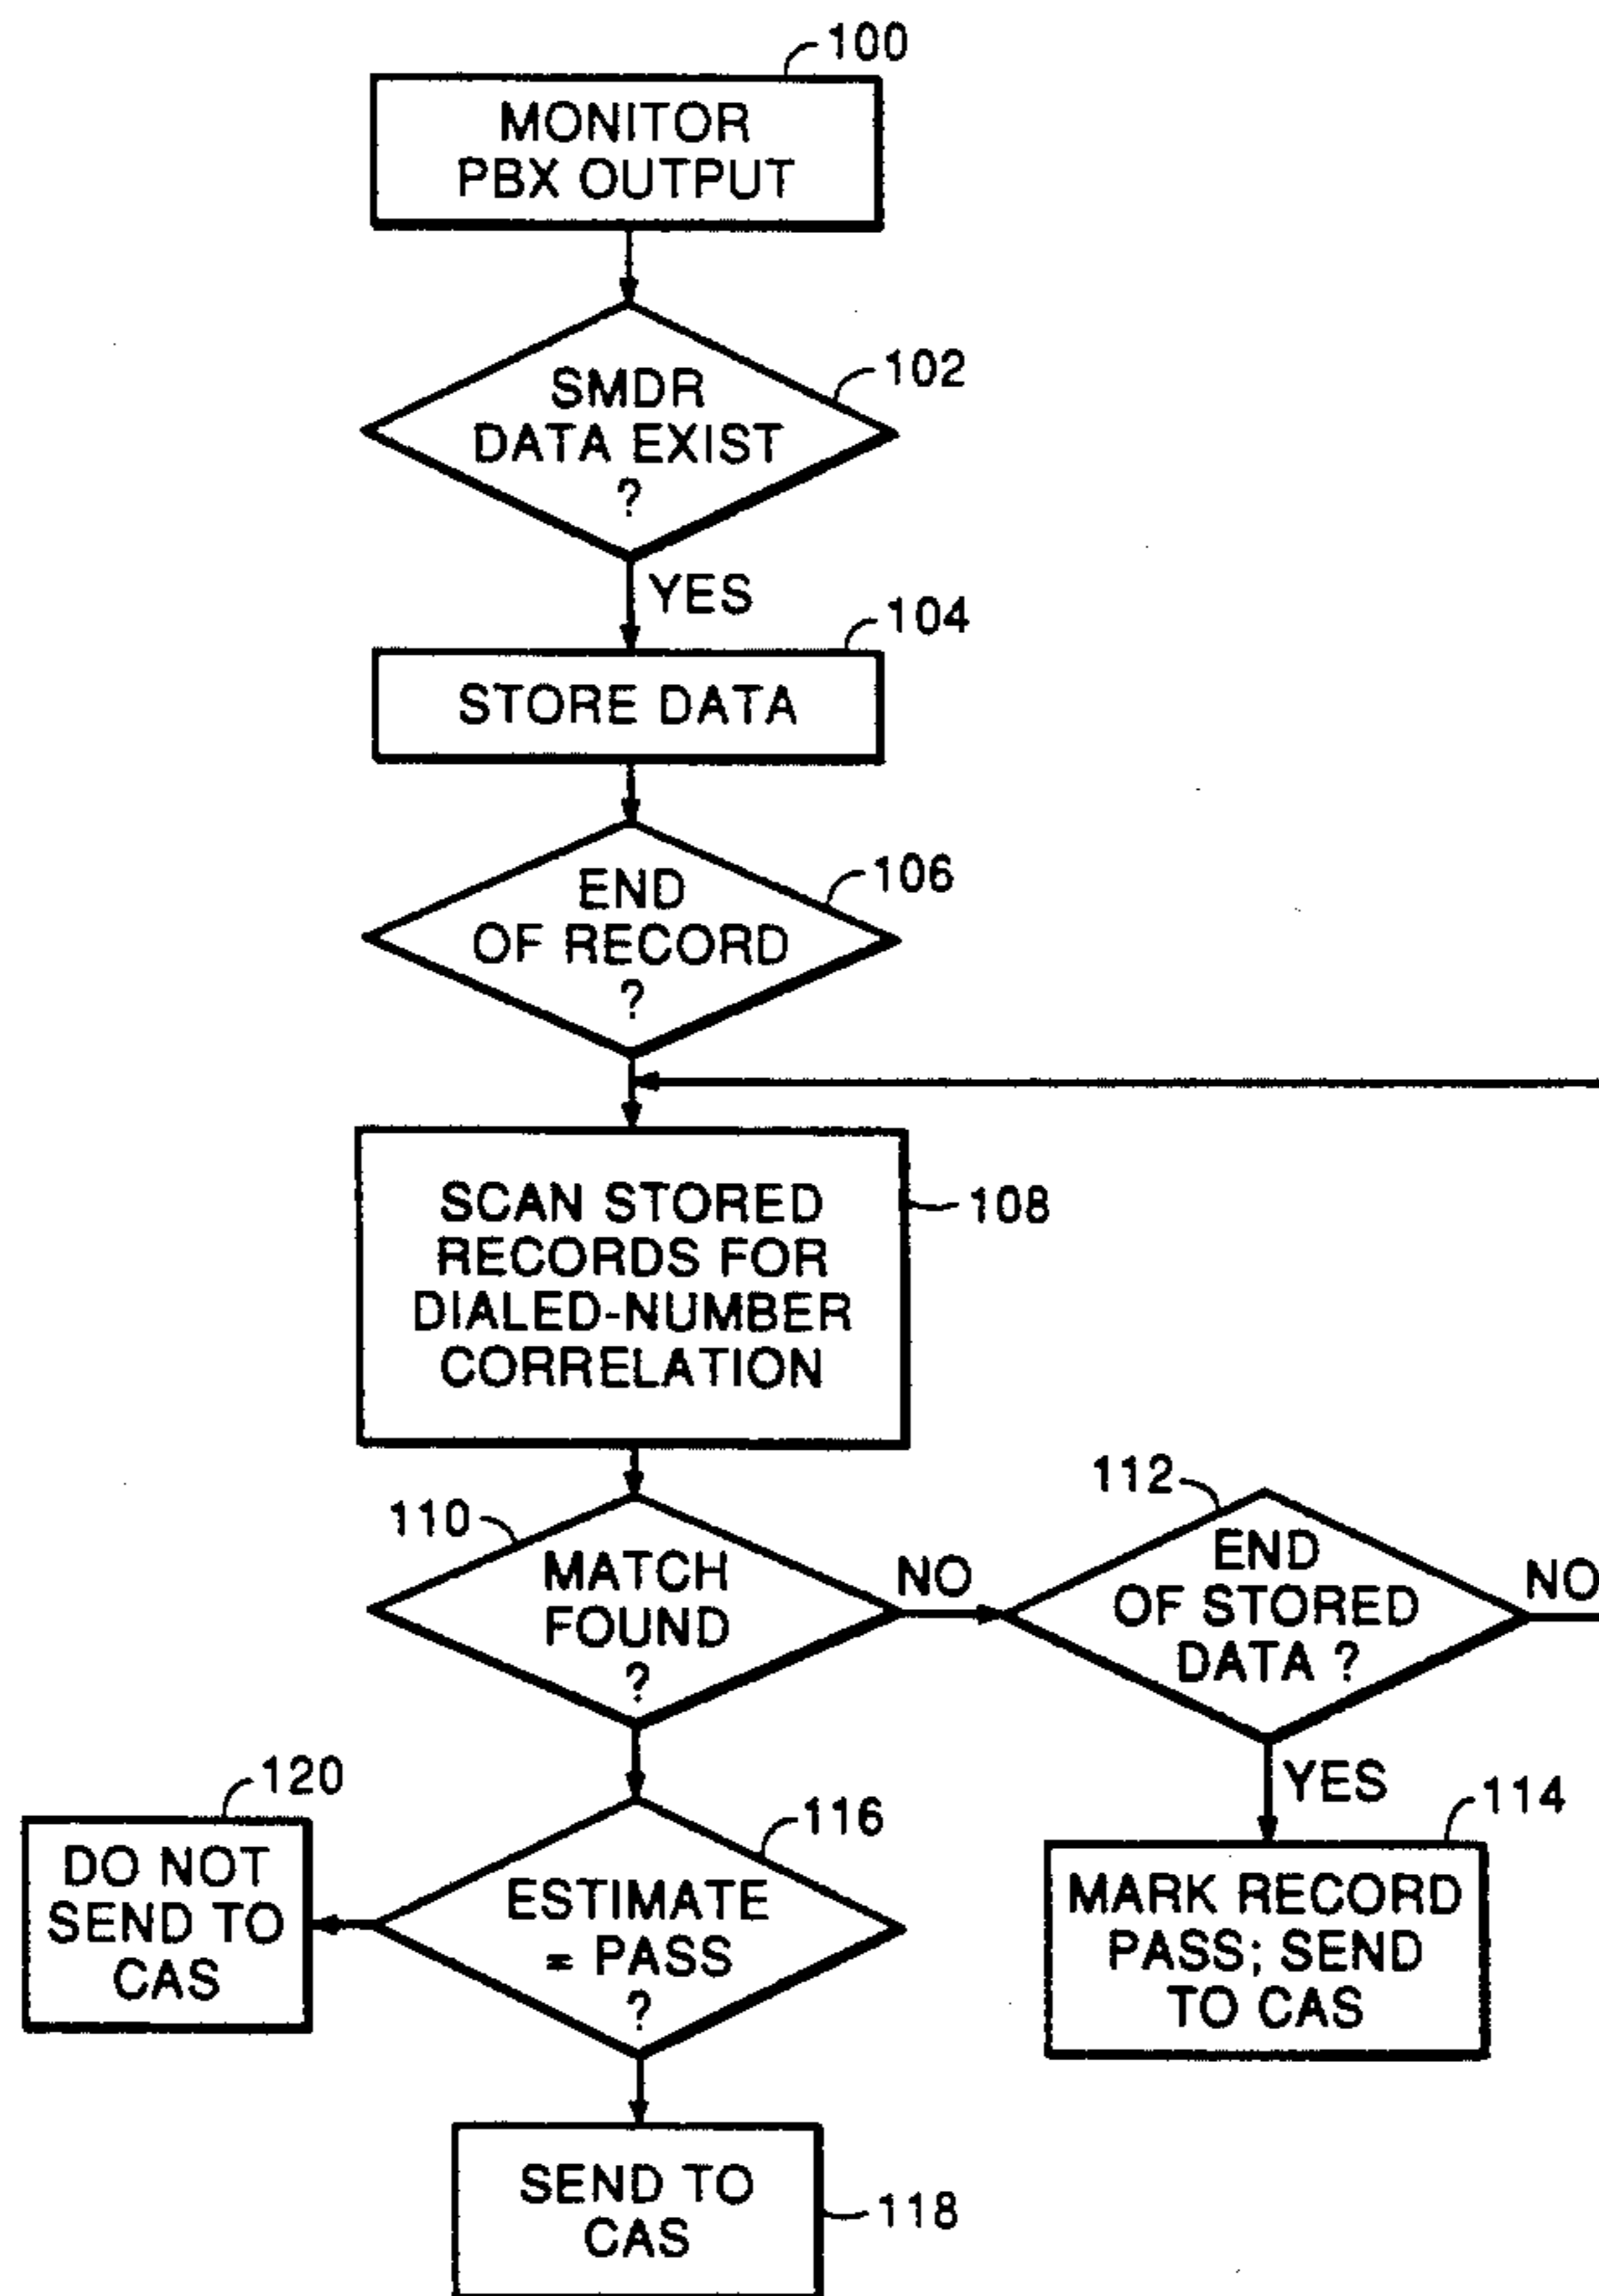 100
MONITOR
PBX OUTPUT
102
SMDR
DATA EXIST
?
YES
104
STORE DATA
106
END
OF RECORD
?
108
SCAN STORED
RECORDS FOR
DIALED-NUMBER
CORRELATION
110
MATCH
FOUND
?
NO
112
END
OF STORED
DATA ?
NO
YES
114
MARK RECORD
PASS; SEND
TO CAS
116
ESTIMATE
= PASS
?
120
DO NOT
SEND TO
CAS
118
SEND TO
CAS